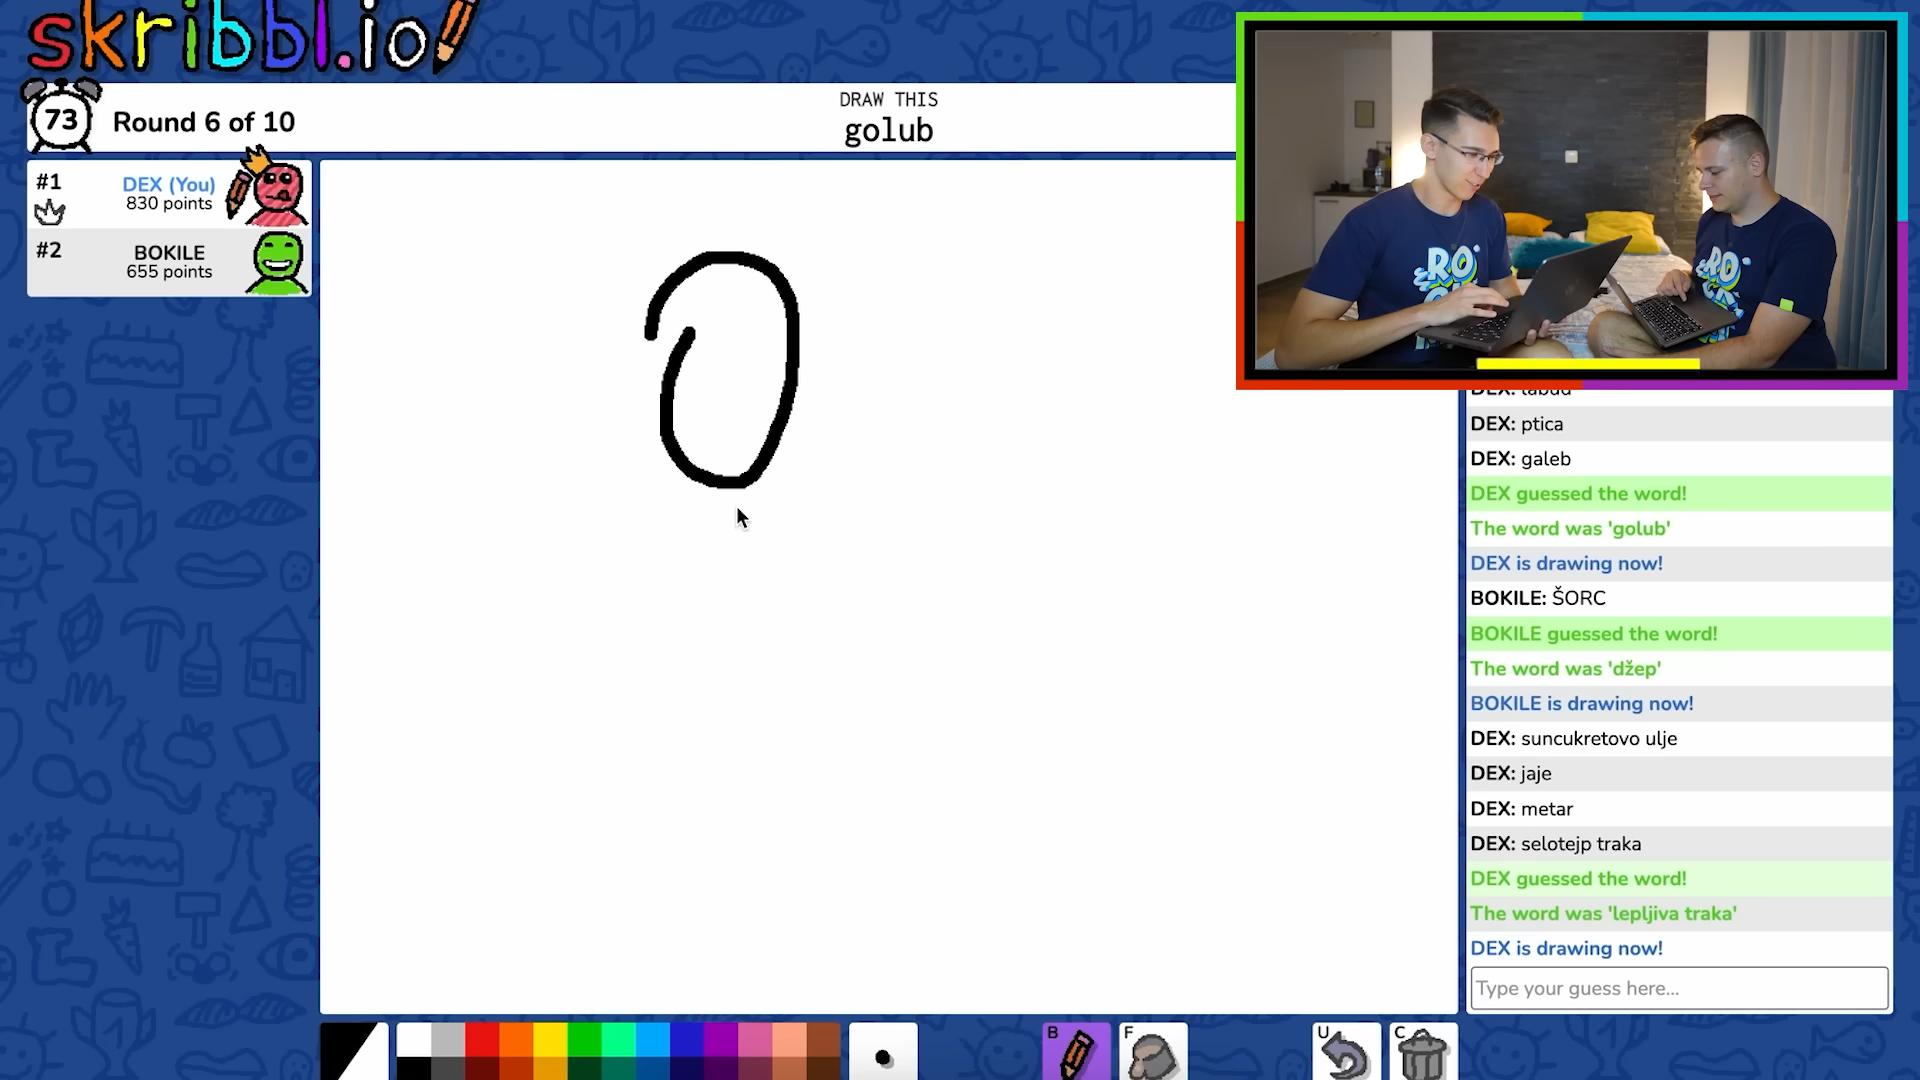 skribbl.io
73
Round 6 of 10
DRAW THIS
golub
#1
DEX (You)
830 points
#2
BOKILE
655 points
DEX: labud
DEX: ptica
DEX: galeb
DEX guessed the word!
The word was 'golub'
DEX is drawing now!
BOKILE: ŠORC
BOKILE guessed the word!
The word was 'džep'
BOKILE is drawing now!
DEX: suncukretovo ulje
DEX: jaje
DEX: metar
DEX: selotejp traka
DEX guessed the word!
The word was 'lepljiva traka'
DEX is drawing now!
Type your guess here...
B
F
U
C